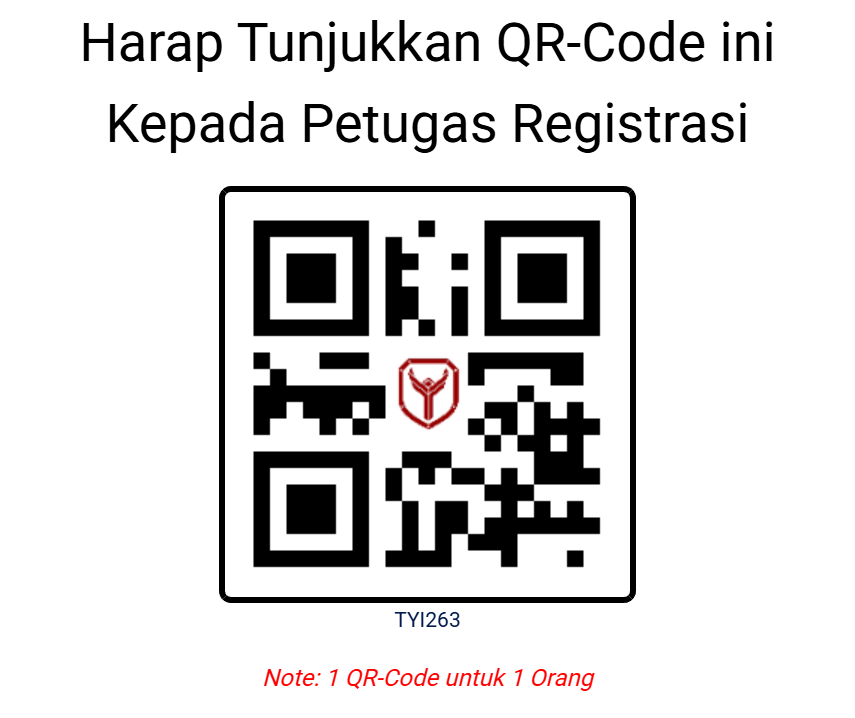 Harap Tunjukkan QR-Code ini
Kepada Petugas Registrasi
TYI263
Note: 1 QR-Code untuk 1 Orang